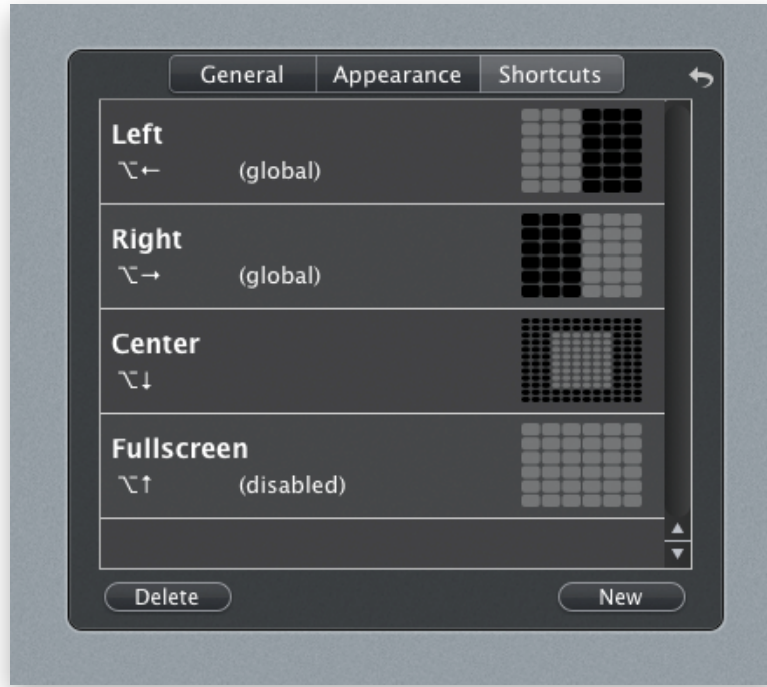 General Appearance Shortcuts
Left
⌥← (global)
Right
⌥→ (global)
Center
⌥↓
Fullscreen
⌥↑ (disabled)
Delete New